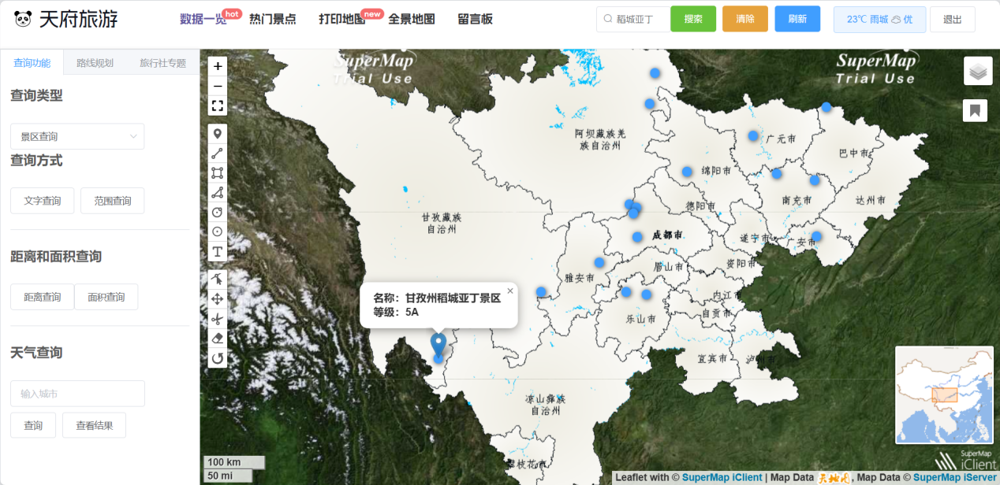 天府旅游
数据一览
hot
热门景点
打印地图
new
全景地图
留言板
稻城亚丁
搜索
清除
刷新
23℃ 雨城 优
退出
查询功能
路线规划
旅行社专题
查询类型
景区查询
查询方式
文字查询
范围查询
距离和面积查询
距离查询
面积查询
天气查询
输入城市
查询
查看结果
SuperMap
Trial Use
SuperMap
Trial Use
阿坝藏族羌
族自治州
广元市
巴中市
绵阳市
德阳市
南充市
达州市
甘孜藏族
自治州
成都市
遂宁市
广安市
资阳市
眉山市
雅安市
内江市
自贡市
乐山市
宜宾市
泸州市
凉山彝族
自治州
攀枝花市
名称：甘孜州稻城亚丁景区
等级：5A
×
100 km
50 mi
SuperMap
iClient
Leaflet with © SuperMap iClient | Map Data 天地图, Map Data © SuperMap iServer